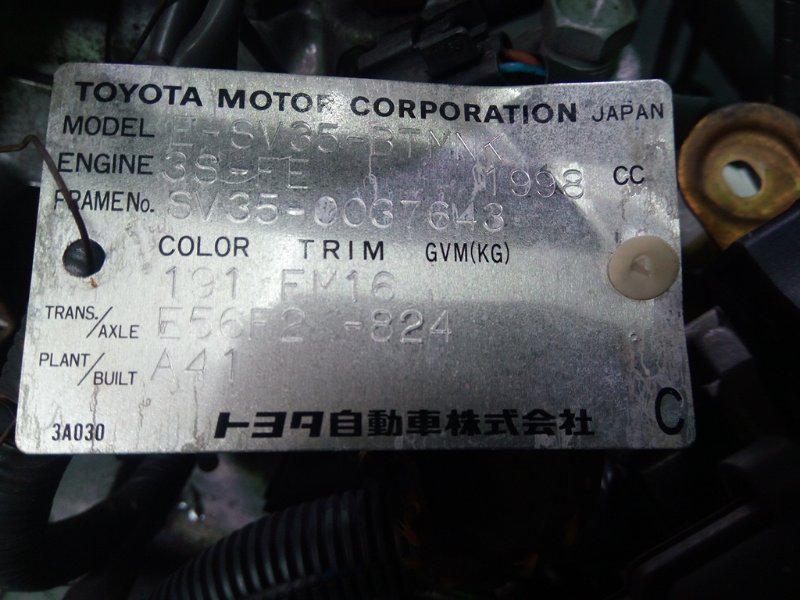 TOYOTA MOTOR CORPORATION JAPAN
MODEL E-SV35-BTMNK
ENGINE 3S-FE 1998 CC
FRAME No. SV35-0037643
COLOR TRIM GVM(KG)
191 FM16
TRANS./AXLE E56F2 -824
PLANT/BUILT A41
3A030 トヨタ自動車株式会社 C